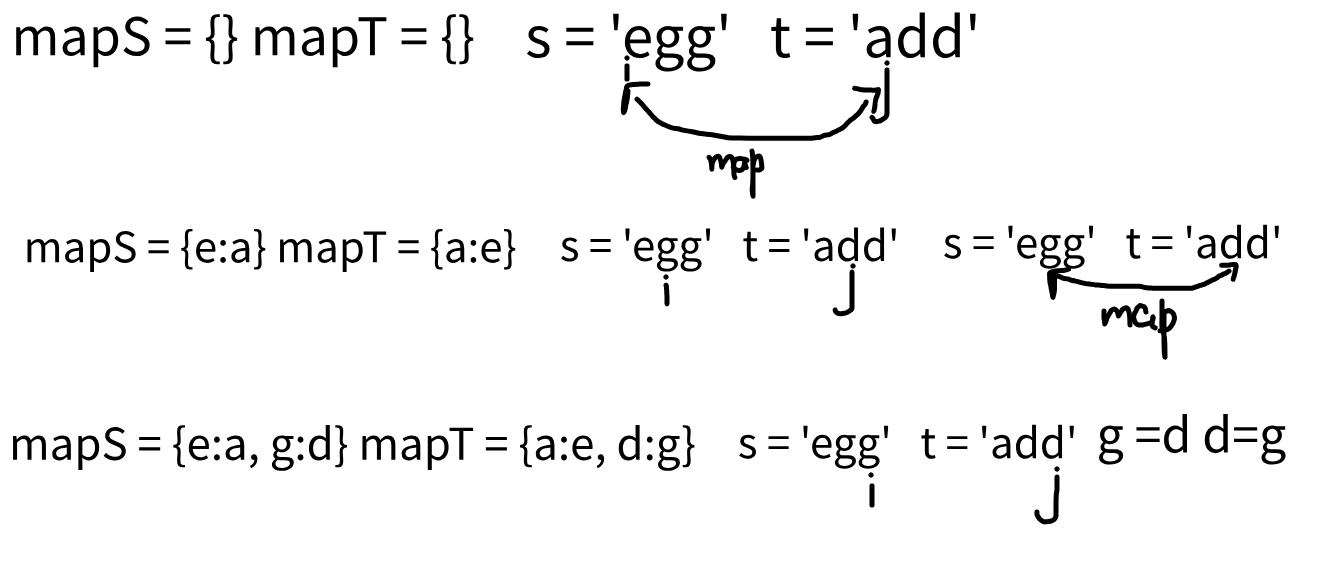 mapS = {} mapT = {} s = 'egg' t = 'add'
i j
map
mapS = {e:a} mapT = {a:e} s = 'egg' t = 'add' s = 'egg' t = 'add'
i j
map
mapS = {e:a, g:d} mapT = {a:e, d:g} s = 'egg' t = 'add' g =d d=g
i j